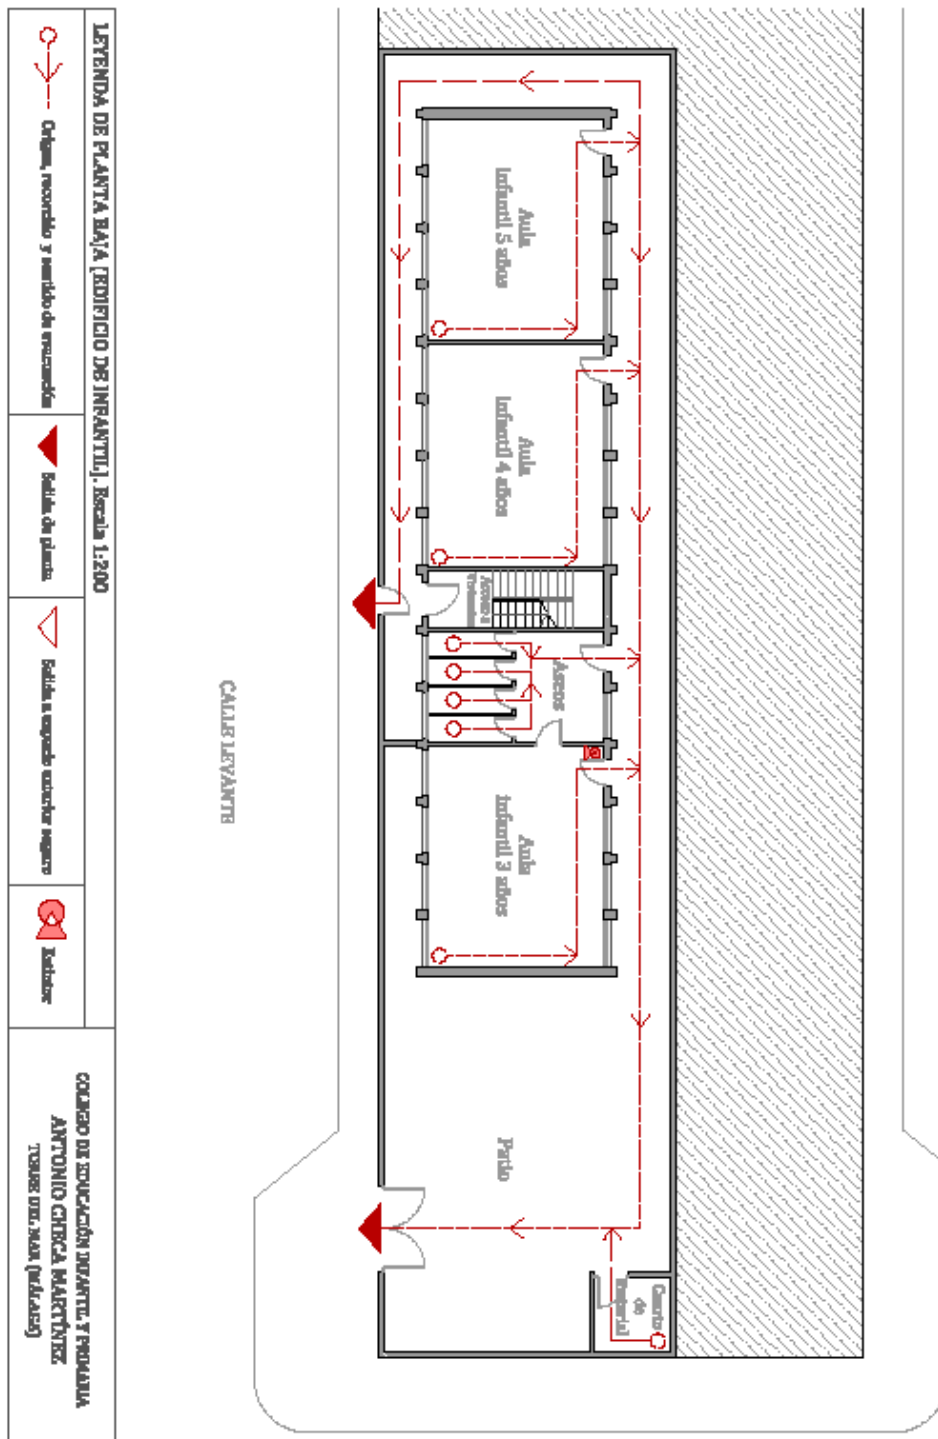 Aula
Infantil 5 años
Aula
Infantil 4 años
Acceso a
Aseos
Aula
Infantil 3 años
Patio
Cuarto
de
Material
CALLE LEVANTE
LEYENDA DE PLANTA BAJA [EDIFICIO DE INFANTIL]. Escala 1:200
Origen, recorrido y sentido de evacuación
Salida de planta
Salida a espacio exterior seguro
Extintor
COLEGIO DE EDUCACIÓN INFANTIL Y PRIMARIA
ANTONIO CHECA MARTÍNEZ
TORRE DEL MAR (MÁLAGA)